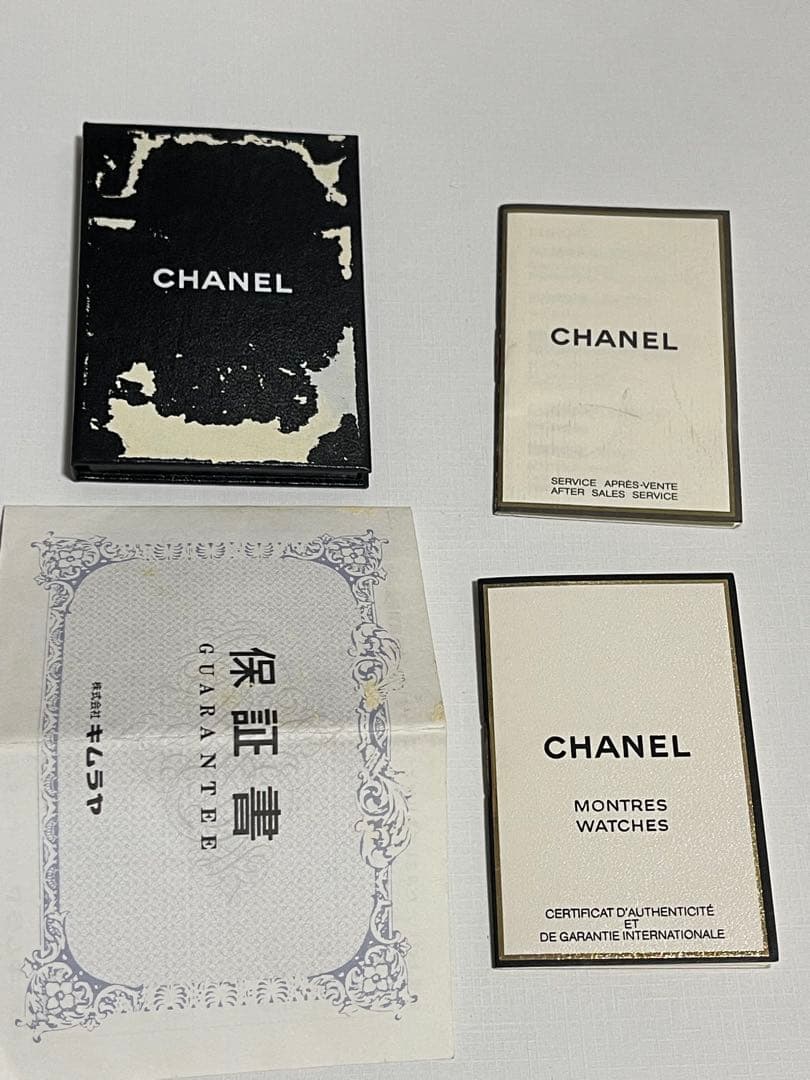 CHANEL
CHANEL
SERVICE APRÈS-VENTE
AFTER SALES SERVICE
保証書
GUARANTEE
株式会社 キムラヤ
CHANEL
MONTRES
WATCHES
CERTIFICAT D'AUTHENTICITÉ
ET
DE GARANTIE INTERNATIONALE